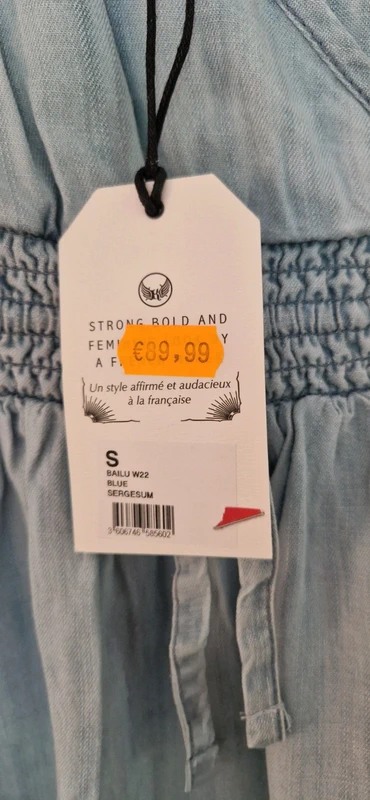 STRONG BOLD AND
€89,99
Un style affirmé et audacieux
à la française
S
BAILU W22
BLUE
SERGESUM
3 606746 585602